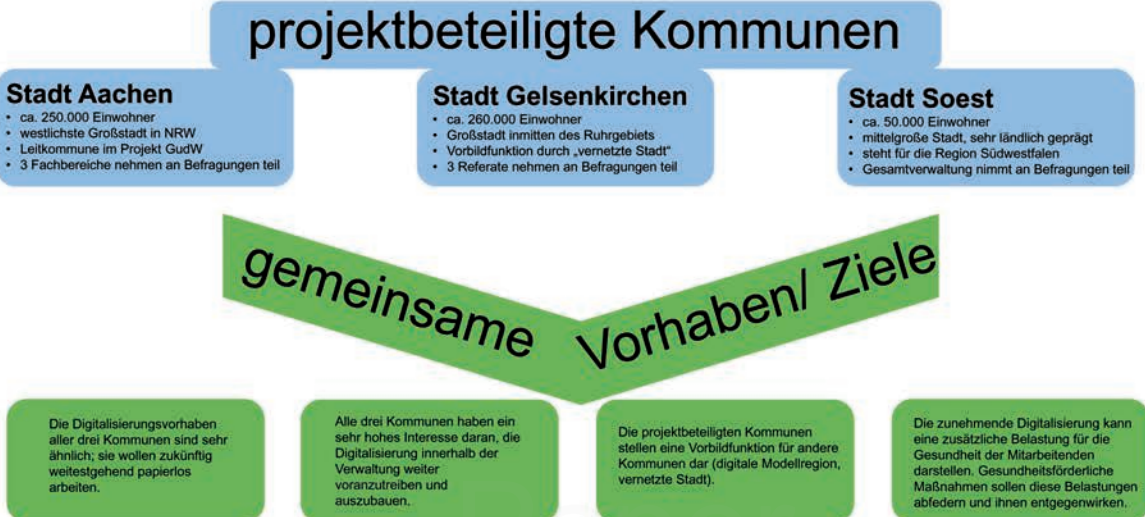 projektbeteiligte Kommunen
Stadt Aachen
• ca. 250.000 Einwohner
• westlichste Großstadt in NRW
• Leitkommune im Projekt GudW
• 3 Fachbereiche nehmen an Befragungen teil
Stadt Gelsenkirchen
• ca. 260.000 Einwohner
• Großstadt inmitten des Ruhrgebiets
• Vorbildfunktion durch „vernetzte Stadt“
• 3 Referate nehmen an Befragungen teil
Stadt Soest
• ca. 50.000 Einwohner
• mittelgroße Stadt, sehr ländlich geprägt
• steht für die Region Südwestfalen
• Gesamtverwaltung nimmt an Befragungen teil
gemeinsame Vorhaben/ Ziele
Die Digitalisierungsvorhaben
aller drei Kommunen sind sehr
ähnlich; sie wollen zukünftig
weitestgehend papierlos
arbeiten.
Alle drei Kommunen haben ein
sehr hohes Interesse daran, die
Digitalisierung innerhalb der
Verwaltung weiter
voranzutreiben und
auszubauen.
Die projektbeteiligten Kommunen
stellen eine Vorbildfunktion für andere
Kommunen dar (digitale Modellregion,
vernetzte Stadt).
Die zunehmende Digitalisierung kann
eine zusätzliche Belastung für die
Gesundheit der Mitarbeitenden
darstellen. Gesundheitsförderliche
Maßnahmen sollen diese Belastungen
abfedern und ihnen entgegenwirken.